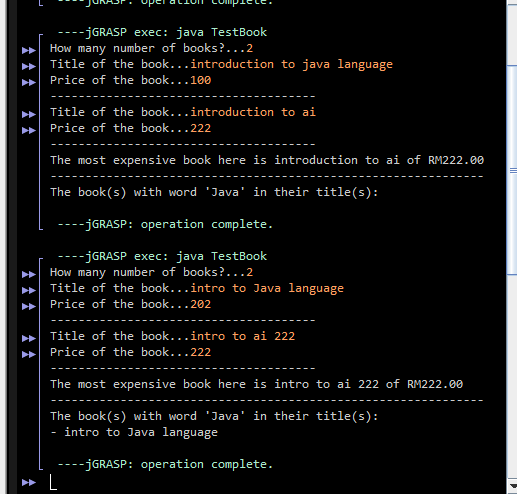 ----jGRASP: operation complete.
----jGRASP exec: java TestBook
How many number of books?...2
Title of the book...introduction to java language
Price of the book...100
-------------------------------------
Title of the book...introduction to ai
Price of the book...222
-------------------------------------
The most expensive book here is introduction to ai of RM222.00
-------------------------------------------------------------
The book(s) with word 'Java' in their title(s):
----jGRASP: operation complete.
----jGRASP exec: java TestBook
How many number of books?...2
Title of the book...intro to Java language
Price of the book...202
-------------------------------------
Title of the book...intro to ai 222
Price of the book...222
-------------------------------------
The most expensive book here is intro to ai 222 of RM222.00
-------------------------------------------------------------
The book(s) with word 'Java' in their title(s):
- intro to Java language
----jGRASP: operation complete.